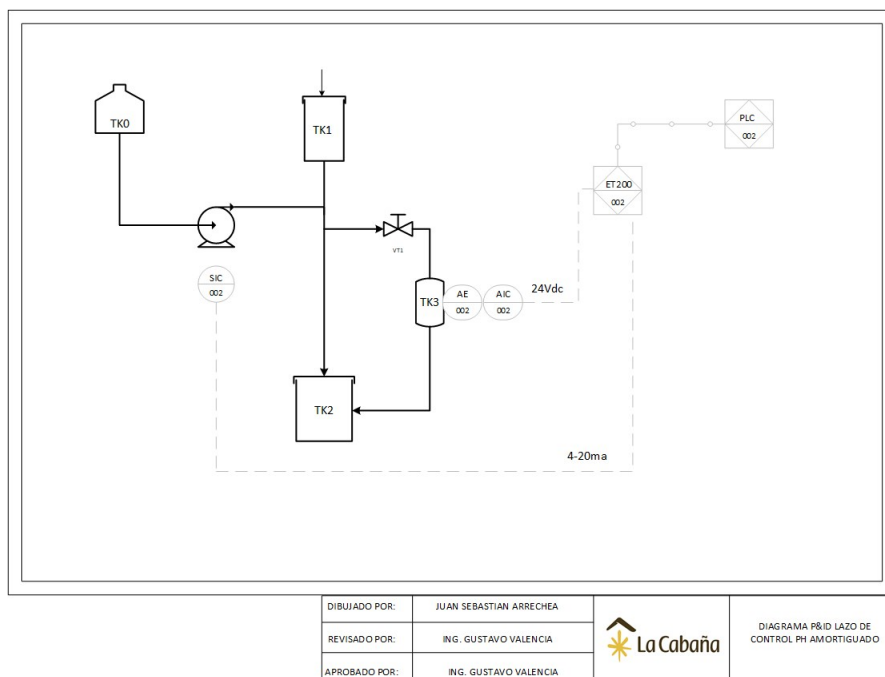 TK0
TK1
PLC
002
ET200
002
VT1
SIC
002
TK3
AE
002
AIC
002
24Vdc
TK2
4-20ma
DIBUJADO POR:
JUAN SEBASTIAN ARRECHEA
REVISADO POR:
ING. GUSTAVO VALENCIA
APROBADO POR:
ING. GUSTAVO VALENCIA
La Cabaña
DIAGRAMA P&ID LAZO DE
CONTROL PH AMORTIGUADO